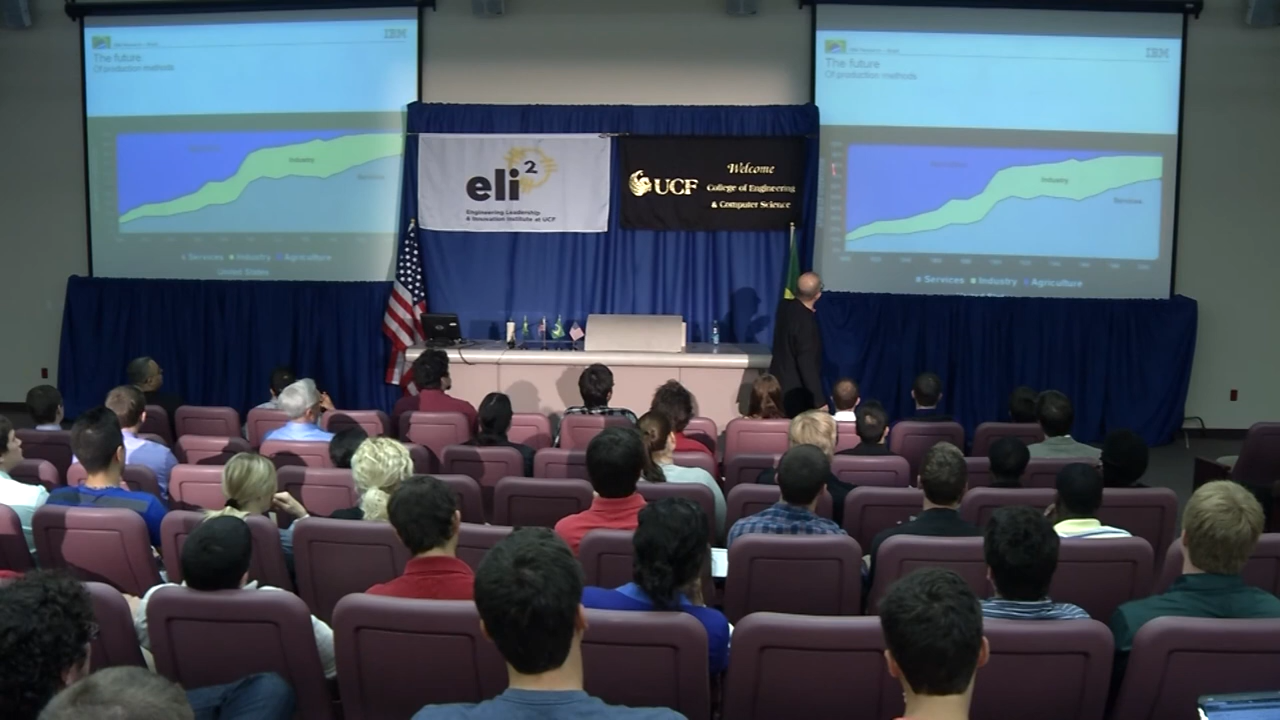 IBM
The future
Of production methods
Industry
Services
Services Industry Agriculture
United States
eli²
Engineering Leadership
& Innovation Institute at UCF
Welcome
UCF
College of Engineering
& Computer Science
IBM
The future
Of production methods
Industry
Services
Services Industry Agriculture